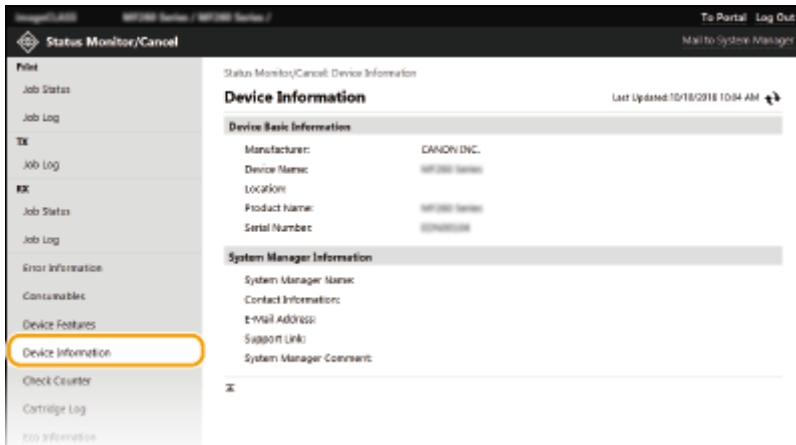 To Portal Log Out
Status Monitor/Cancel
Mail to System Manager
Print
Job Status
Job Log
TX
Job Log
RX
Job Status
Job Log
Error Information
Consumables
Device Features
Device Information
Check Counter
Cartridge Log
Eco Information
Status Monitor/Cancel: Device Information
Device Information
Last Updated:10/18/2018 10:04 AM
Device Basic Information
Manufacturer: CANON INC.
Device Name:
Location:
Product Name:
Serial Number:
System Manager Information
System Manager Name:
Contact Information:
E-Mail Address:
Support Link:
System Manager Comment: